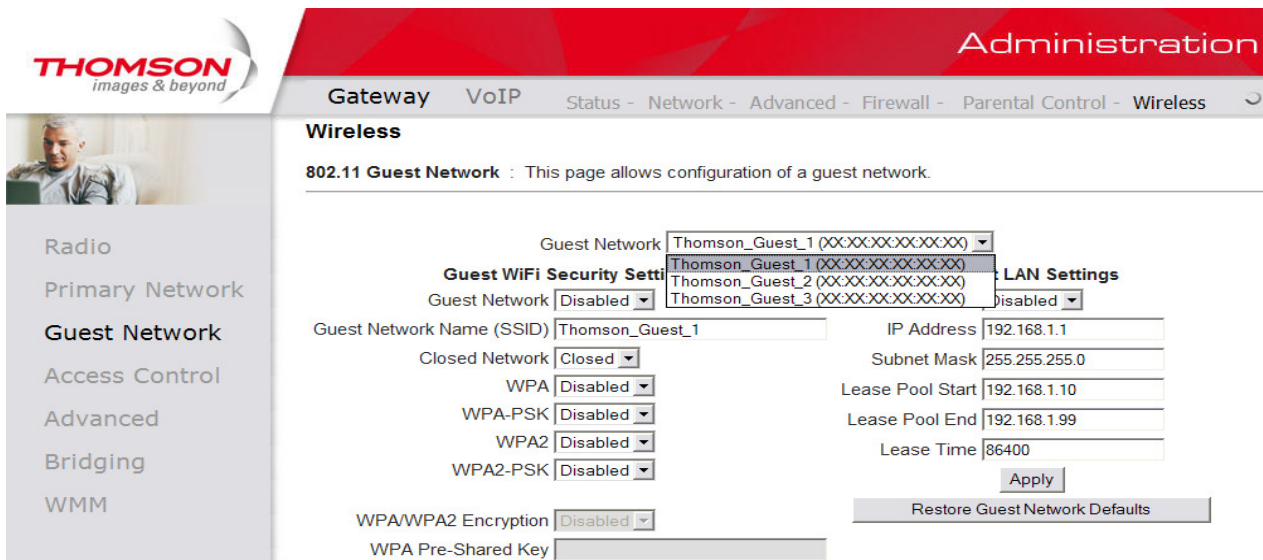 THOMSON
images & beyond
Administration
Gateway VoIP Status - Network - Advanced - Firewall - Parental Control - Wireless
Wireless
802.11 Guest Network : This page allows configuration of a guest network.
Radio
Primary Network
Guest Network
Access Control
Advanced
Bridging
WMM
Guest Network Thomson_Guest_1 (XX:XX:XX:XX:XX:XX)
Thomson_Guest_1 (XX:XX:XX:XX:XX:XX)
Thomson_Guest_2 (XX:XX:XX:XX:XX:XX)
Thomson_Guest_3 (XX:XX:XX:XX:XX:XX)
Guest WiFi Security Setti
Guest Network Disabled
Guest Network Name (SSID) Thomson_Guest_1
Closed Network Closed
WPA Disabled
WPA-PSK Disabled
WPA2 Disabled
WPA2-PSK Disabled
WPA/WPA2 Encryption Disabled
WPA Pre-Shared Key
t LAN Settings
Disabled
IP Address 192.168.1.1
Subnet Mask 255.255.255.0
Lease Pool Start 192.168.1.10
Lease Pool End 192.168.1.99
Lease Time 86400
Apply
Restore Guest Network Defaults